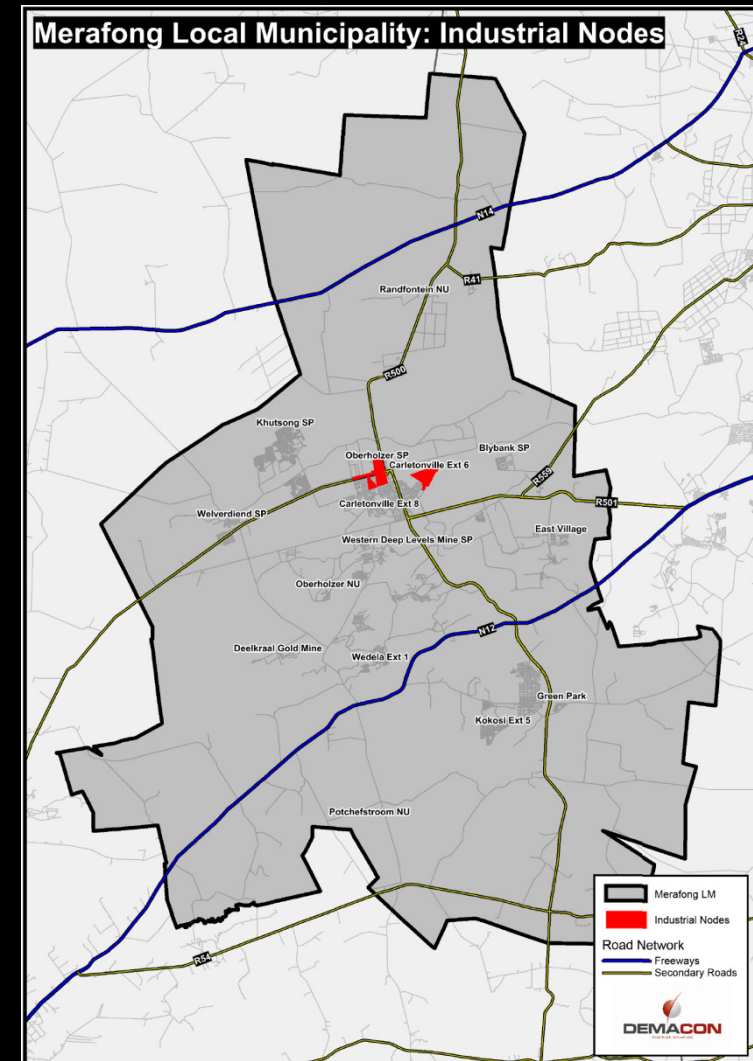 Merafong Local Municipality: Industrial Nodes
R24
N14
R41
Randfontein NU
R500
Khutsong SP
Oberholzer SP
Blybank SP
Carletonville Ext 6
R559
Carletonville Ext 8
R501
Welverdiend SP
East Village
Western Deep Levels Mine SP
Oberholzer NU
N12
Deelkraal Gold Mine
Wedela Ext 1
Green Park
Kokosi Ext 5
Potchefstroom NU
R54
Merafong LM
Industrial Nodes
Road Network
Freeways
Secondary Roads
DEMACON